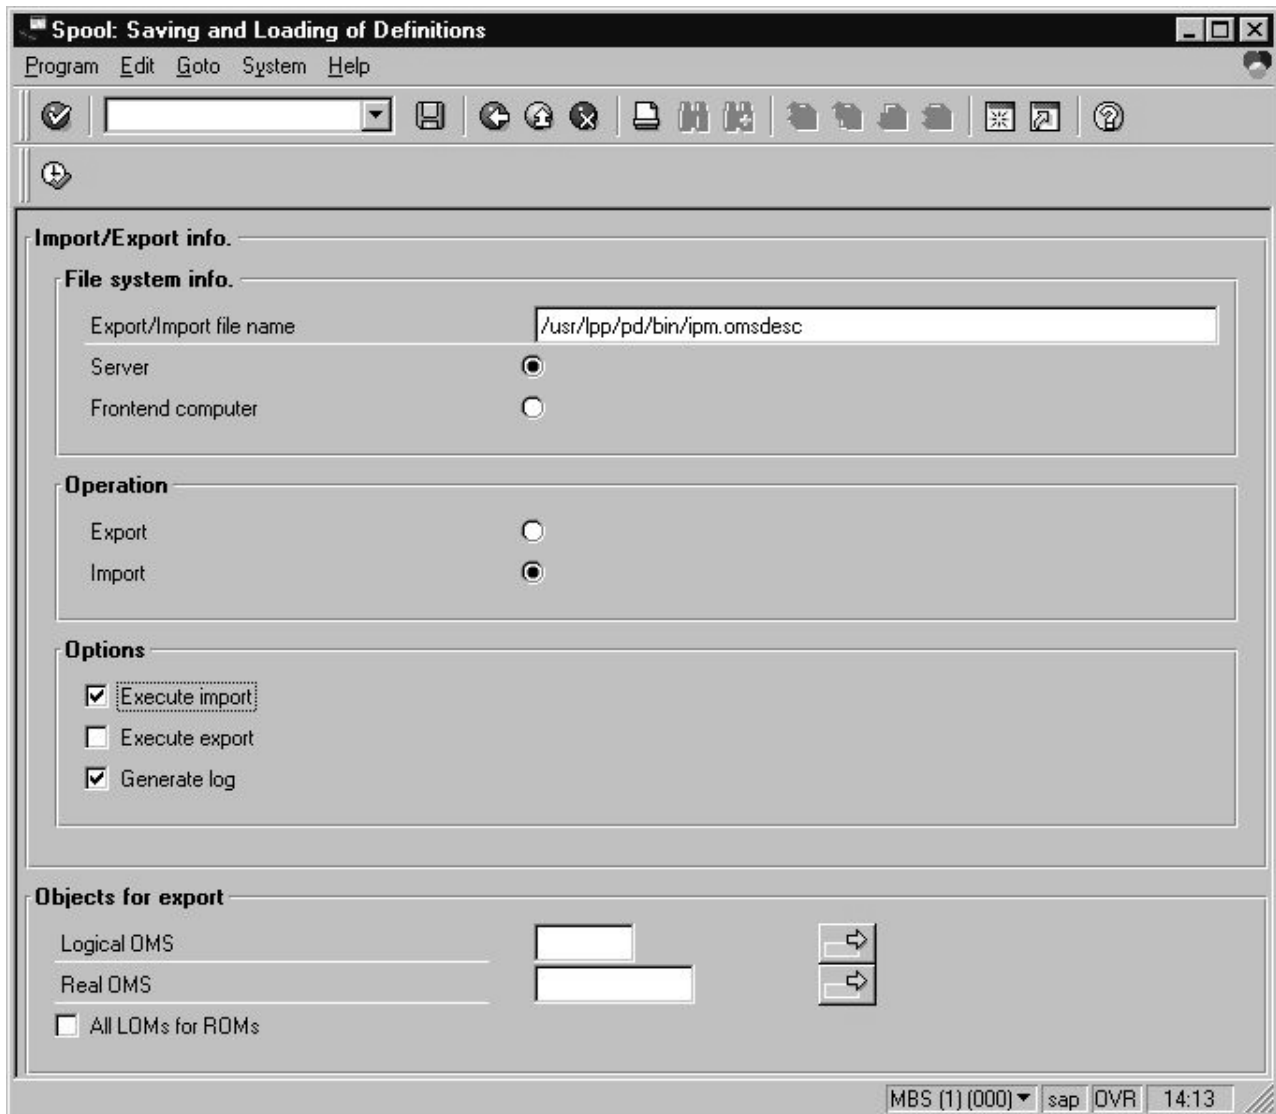 Spool: Saving and Loading of Definitions
Program Edit Goto System Help
Import/Export info.
File system info.
Export/Import file name /usr/lpp/pd/bin/ipm.omsdesc
Server
Frontend computer
Operation
Export
Import
Options
Execute import
Execute export
Generate log
Objects for export
Logical OMS
Real OMS
All LOMs for ROMs
MBS (1) (000) sap OVR 14:13